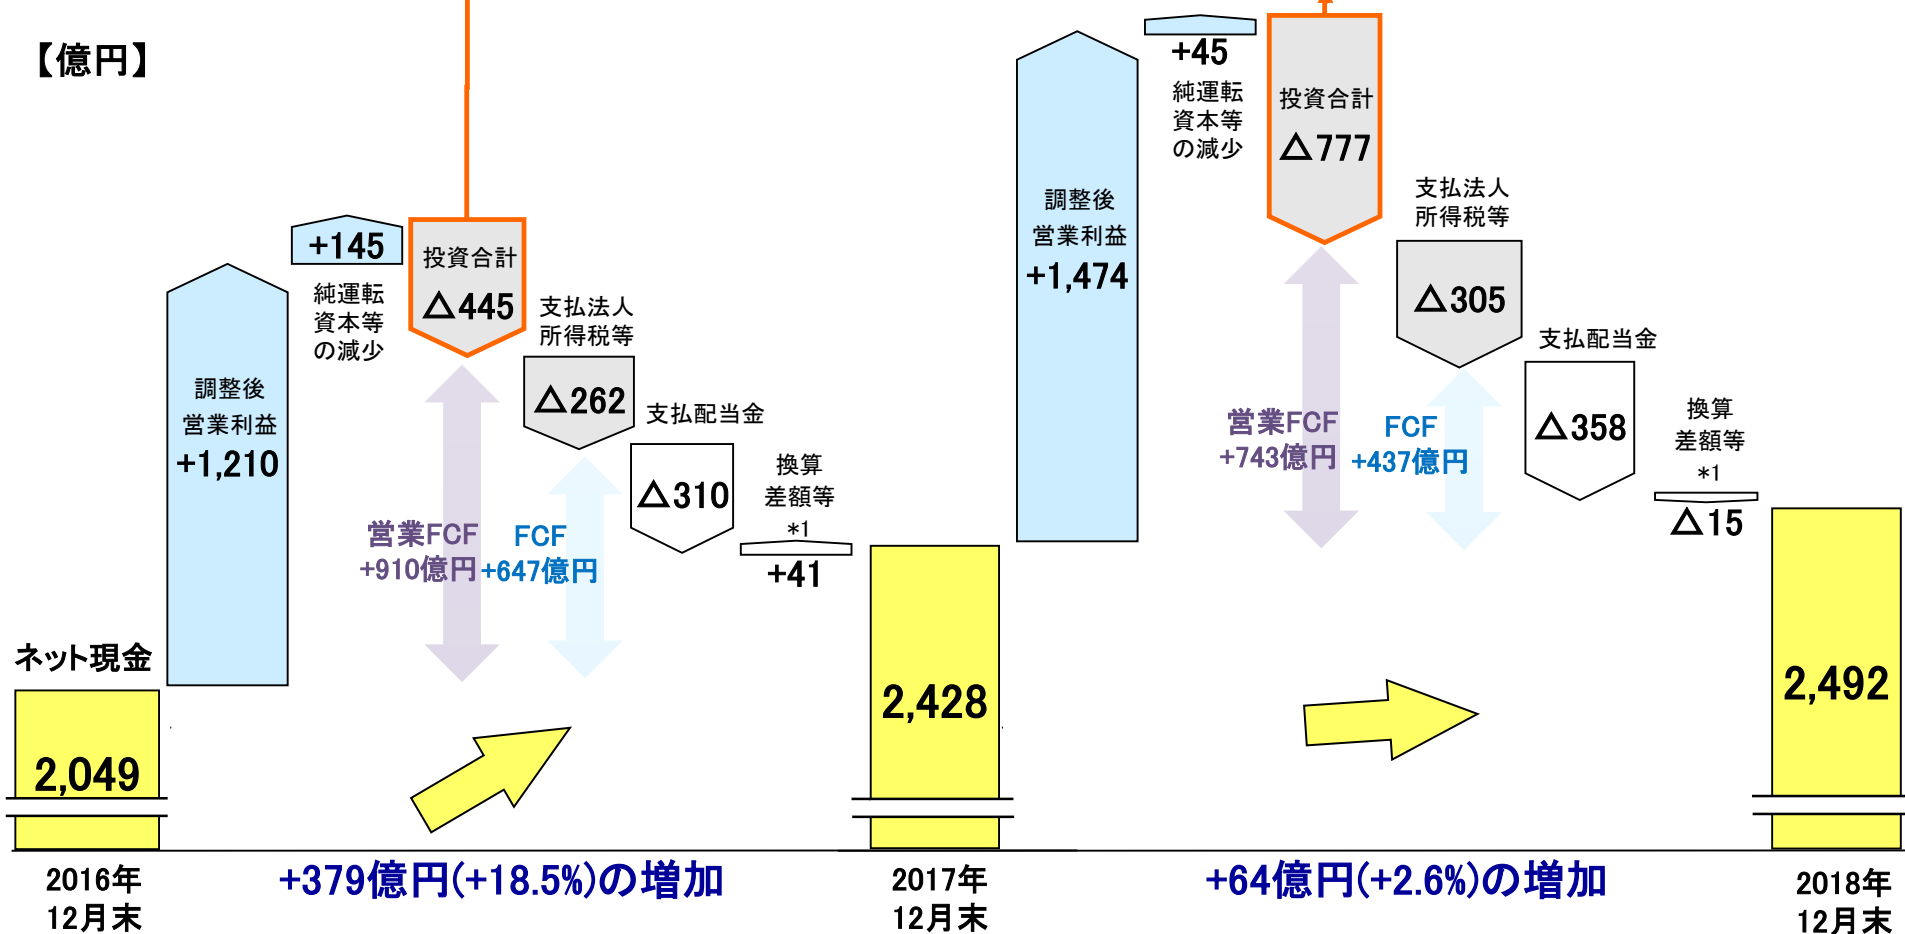 【億円】
調整後
営業利益
+1,210
+145
純運転
資本等
の減少
投資合計
△445
支払法人
所得税等
△262
支払配当金
△310
換算
差額等
*1
+41
営業FCF
+910億円
FCF
+647億円
ネット現金
2,049
2,428
調整後
営業利益
+1,474
+45
純運転
資本等
の減少
投資合計
△777
支払法人
所得税等
△305
支払配当金
△358
換算
差額等
*1
△15
営業FCF
+743億円
FCF
+437億円
2,492
2016年
12月末
+379億円(+18.5%)の増加
2017年
12月末
+64億円(+2.6%)の増加
2018年
12月末